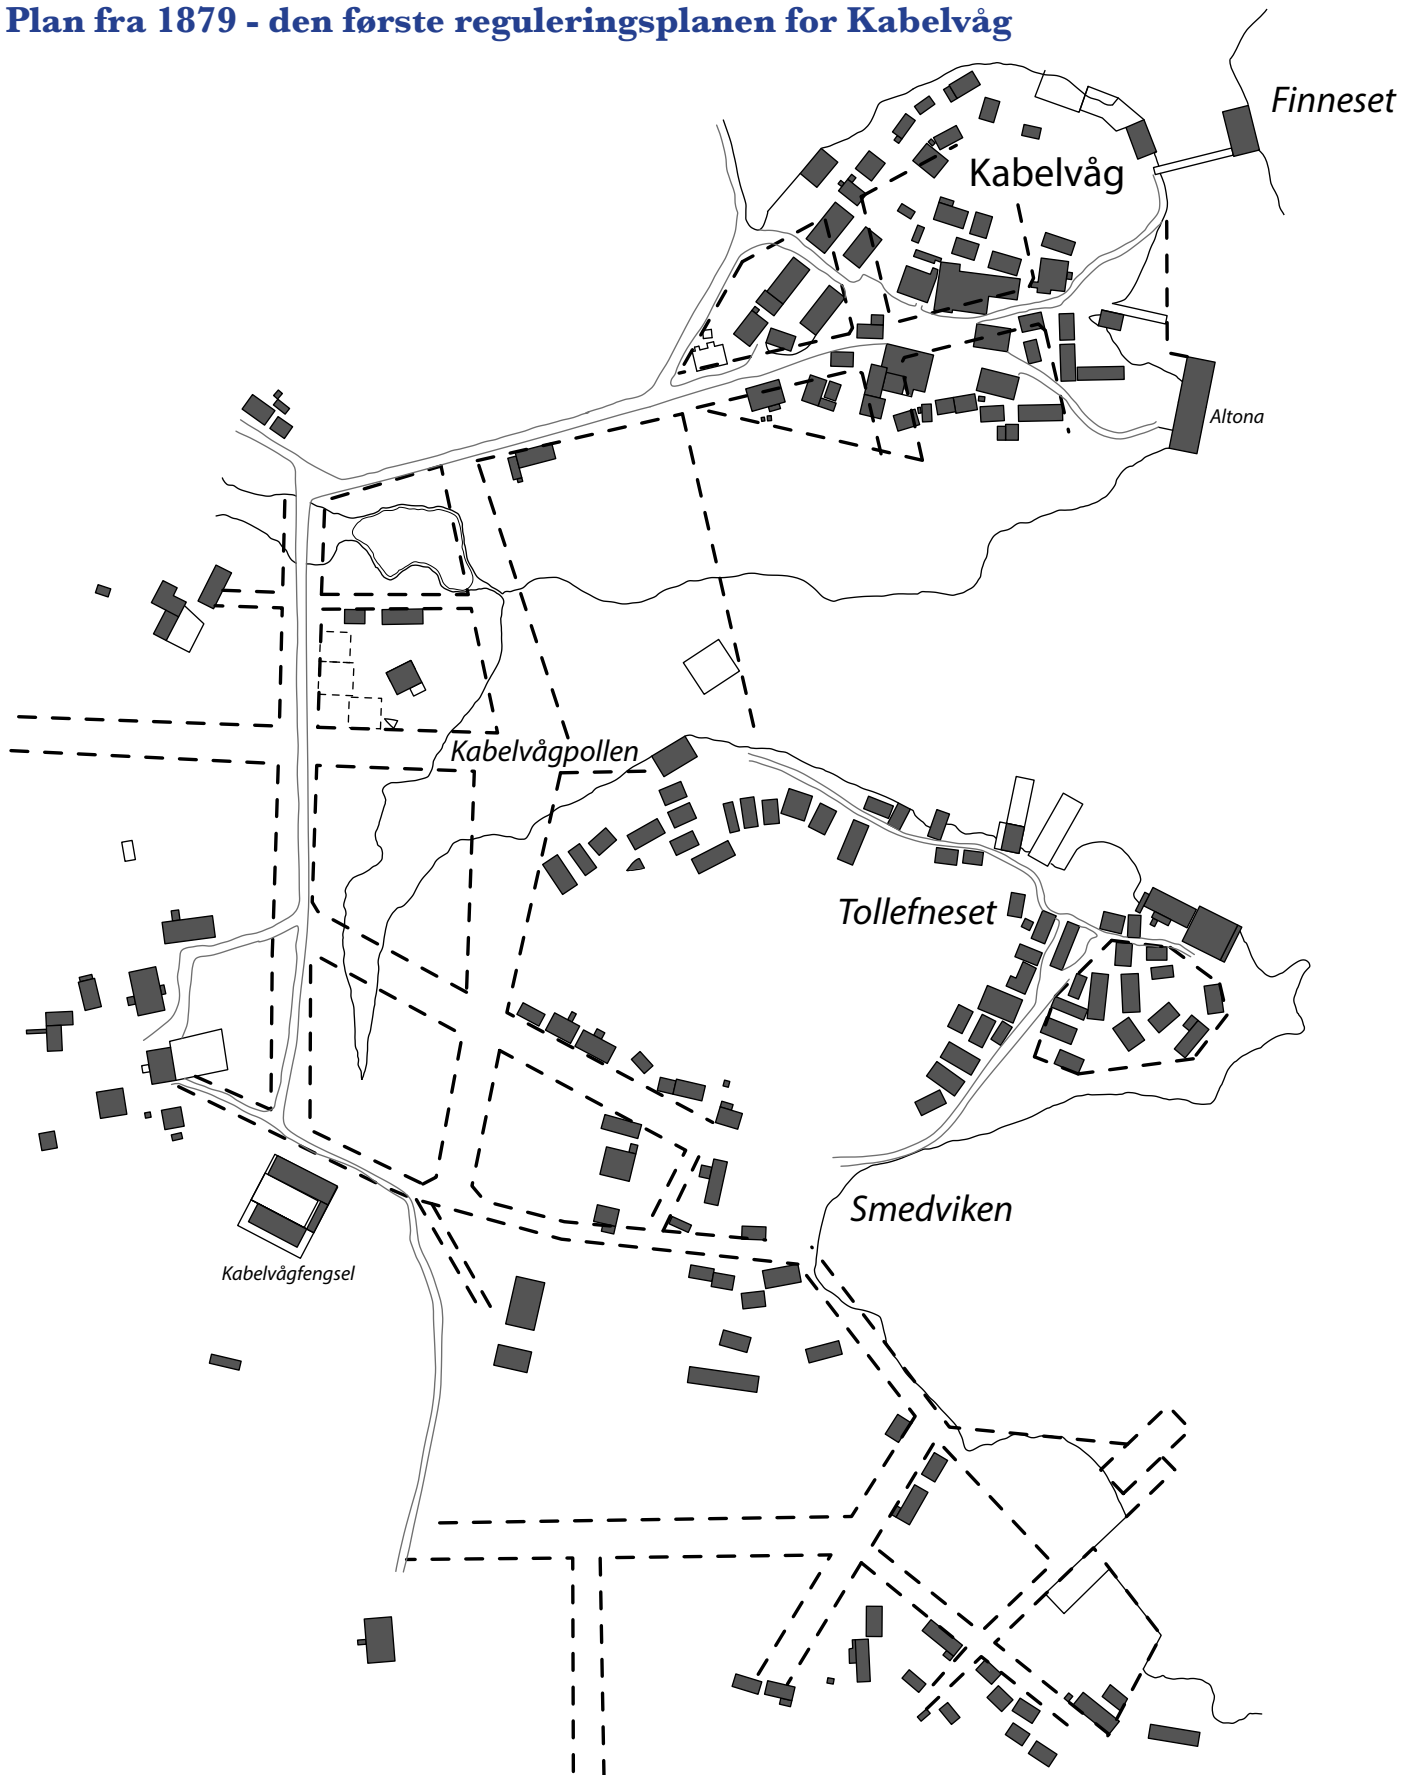 Plan fra 1879 - den første reguleringsplanen for Kabelvåg
Finneset
Kabelvåg
Altona
Kabelvågpollen
Tollefneset
Smedviken
Kabelvågfengsel